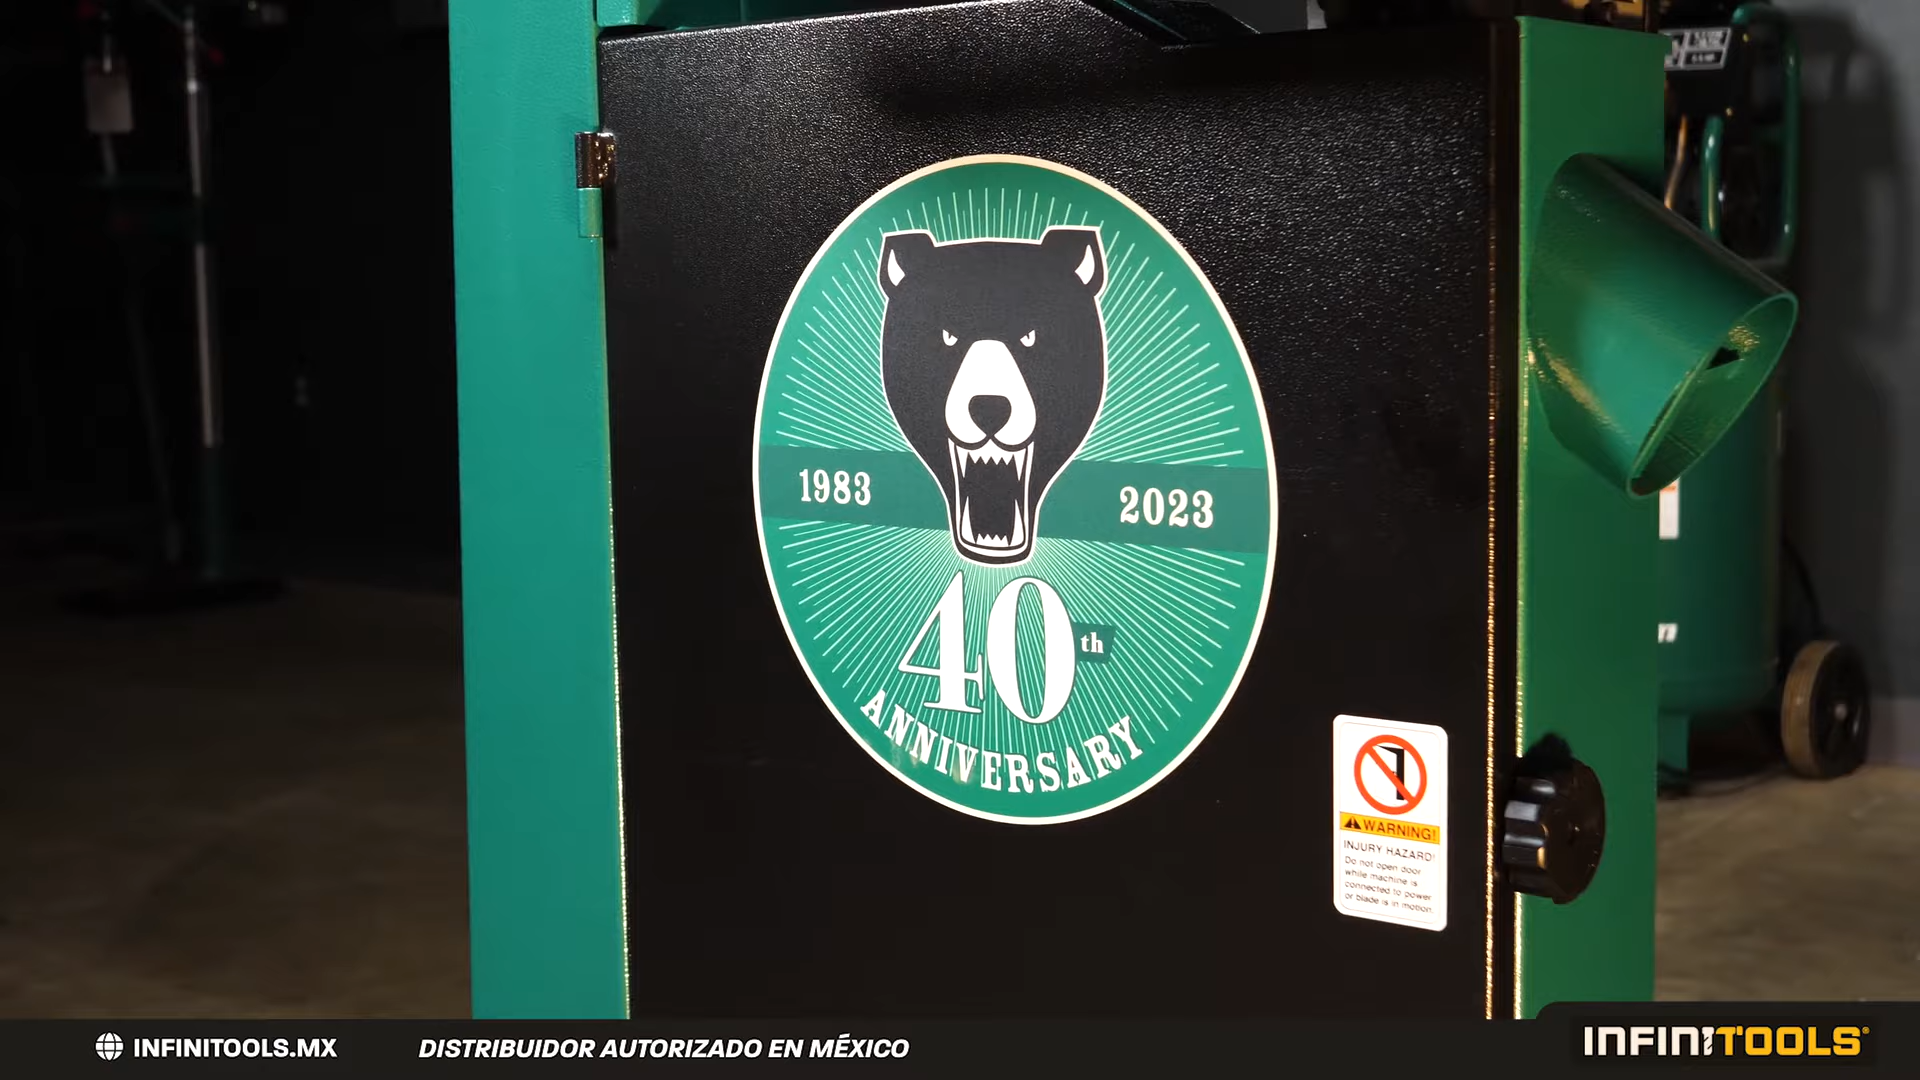 1983
2023
40th
ANNIVERSARY
WARNING!
INJURY HAZARD!
Do not open door
while machine is
connected to power
or blade is in motion.
INFINITOOLS.MX
DISTRIBUIDOR AUTORIZADO EN MÉXICO
INFINITOOLS®